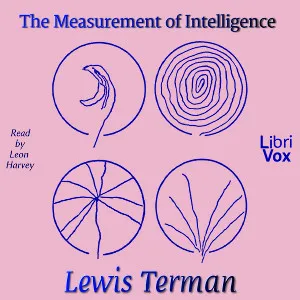 The Measurement of Intelligence
Read
by
Leon
Harvey
Libri
Vox
Lewis Terman